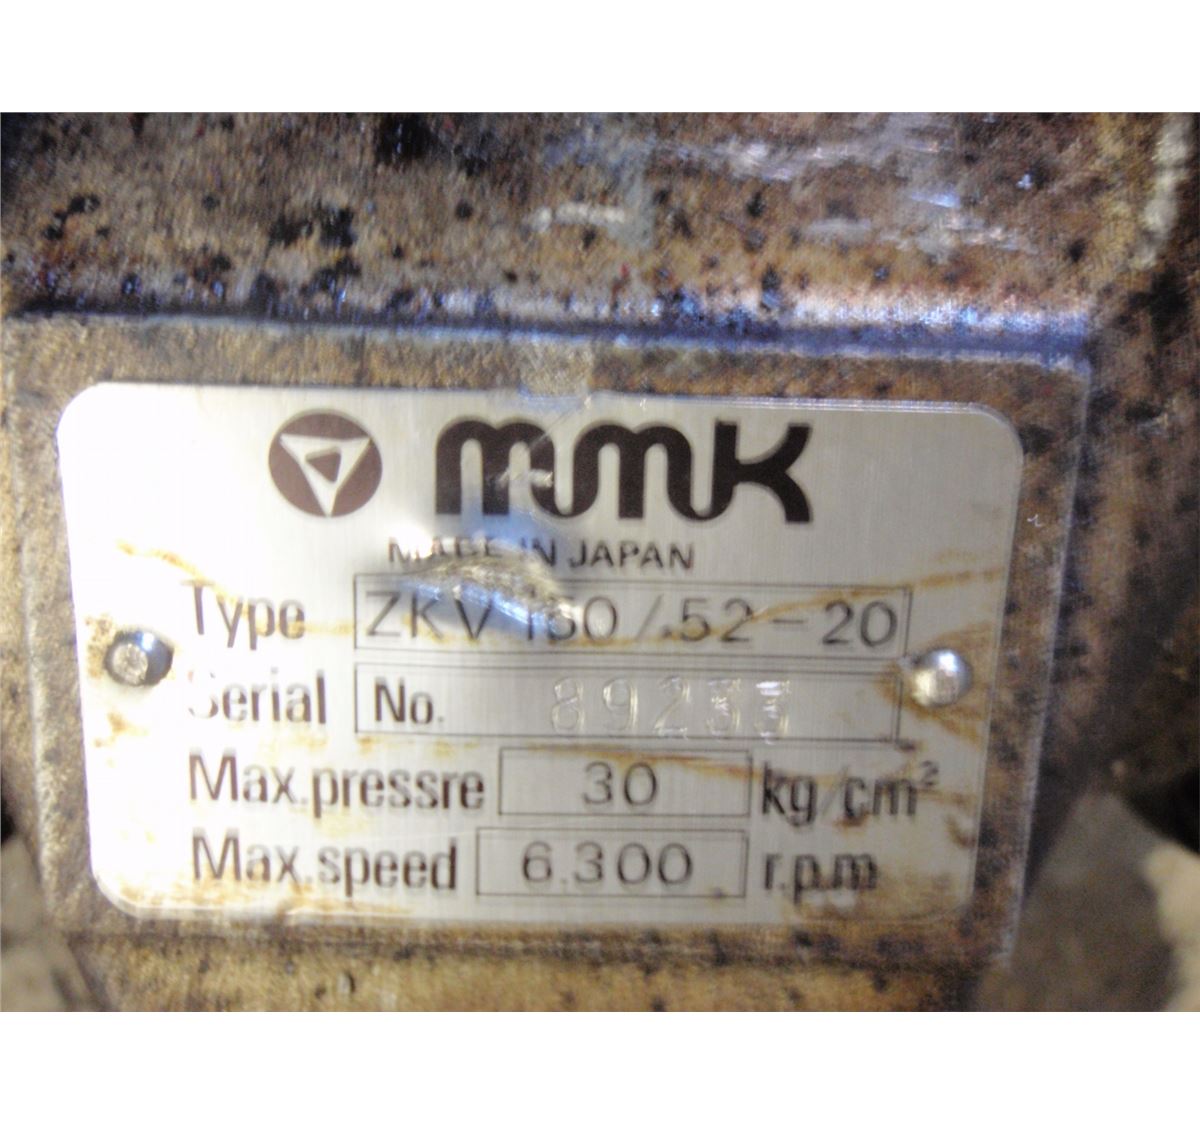 mmk
MADE IN JAPAN
Type ZKV 150/.52-20
Serial No. 89233
Max.pressre 30 kg/cm²
Max.speed 6.300 r.p.m